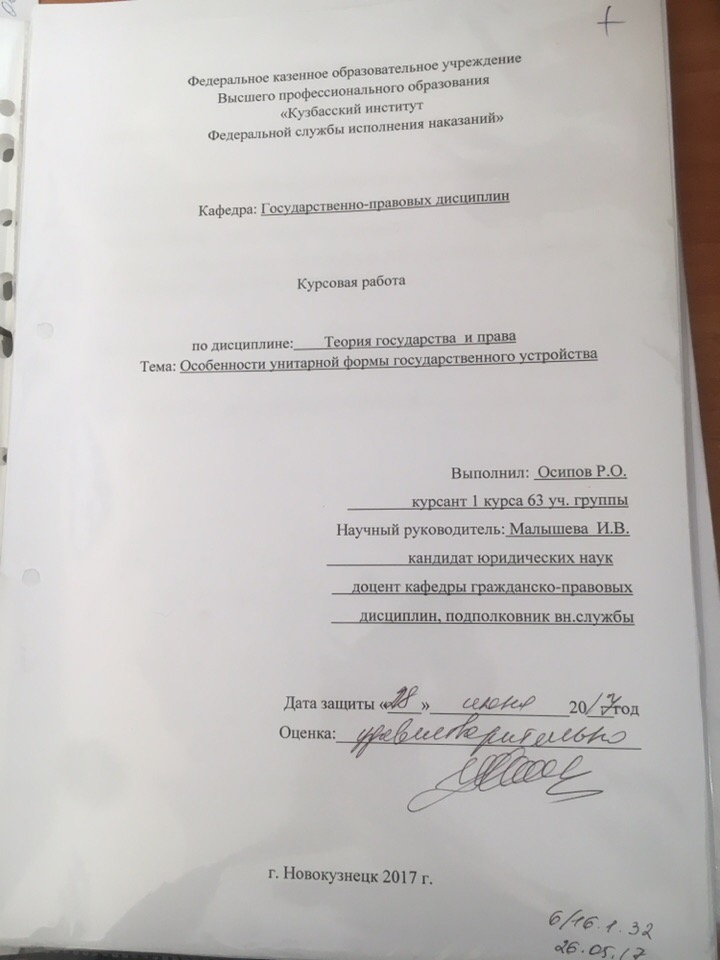 Федеральное казенное образовательное учреждение
Высшего профессионального образования
«Кузбасский институт
Федеральной службы исполнения наказаний»
Кафедра: Государственно-правовых дисциплин
Курсовая работа
по дисциплине: Теория государства и права
Тема: Особенности унитарной формы государственного устройства
Выполнил: Осипов Р.О.
курсант 1 курса 63 уч. группы
Научный руководитель: Малышева И.В.
кандидат юридических наук
доцент кафедры гражданско-правовых
дисциплин, подполковник вн.службы
Дата защиты «28» июня 2017 год
Оценка: удовлетворительно
г. Новокузнецк 2017 г.
6/16.1.32
26.05.17